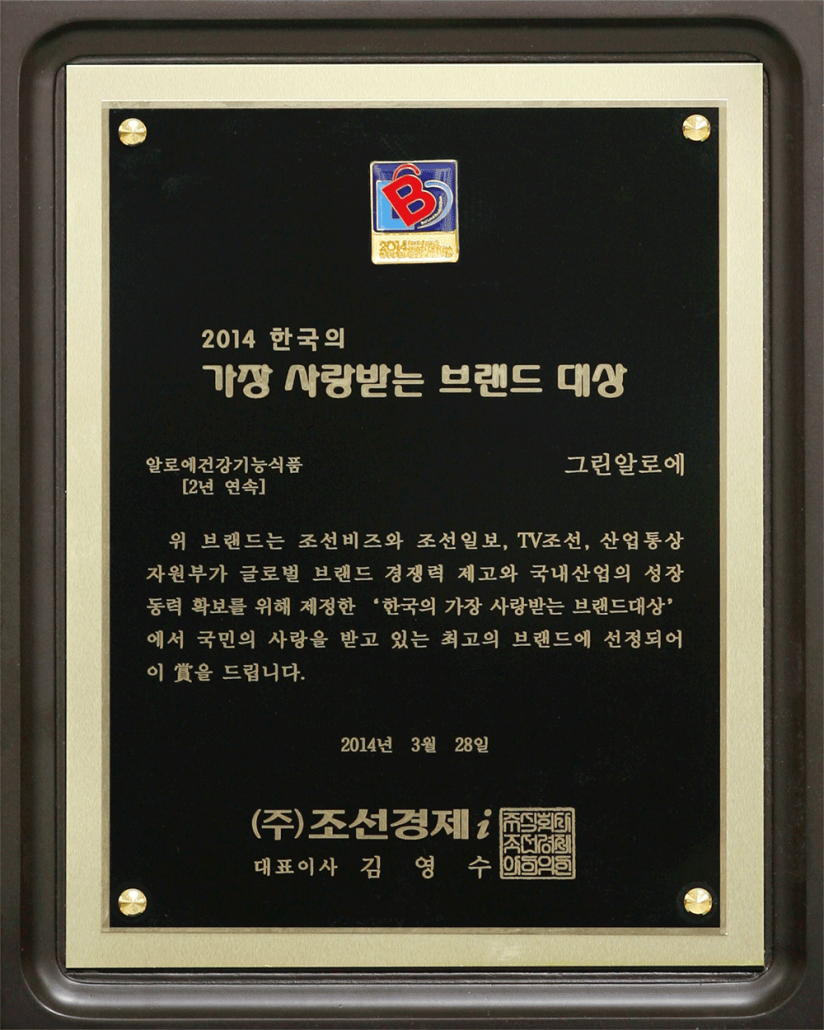 B
2014
2014 한국의
가장 사랑받는 브랜드 대상
알로에건강기능식품
[2년 연속]
그린알로에
위 브랜드는 조선비즈와 조선일보, TV조선, 산업통상
자원부가 글로벌 브랜드 경쟁력 제고와 국내산업의 성장
동력 확보를 위해 제정한 ‘한국의 가장 사랑받는 브랜드대상’
에서 국민의 사랑을 받고 있는 최고의 브랜드에 선정되어
이 賞을 드립니다.
2014년 3월 28일
(주)조선경제i
대표이사 김 영 수